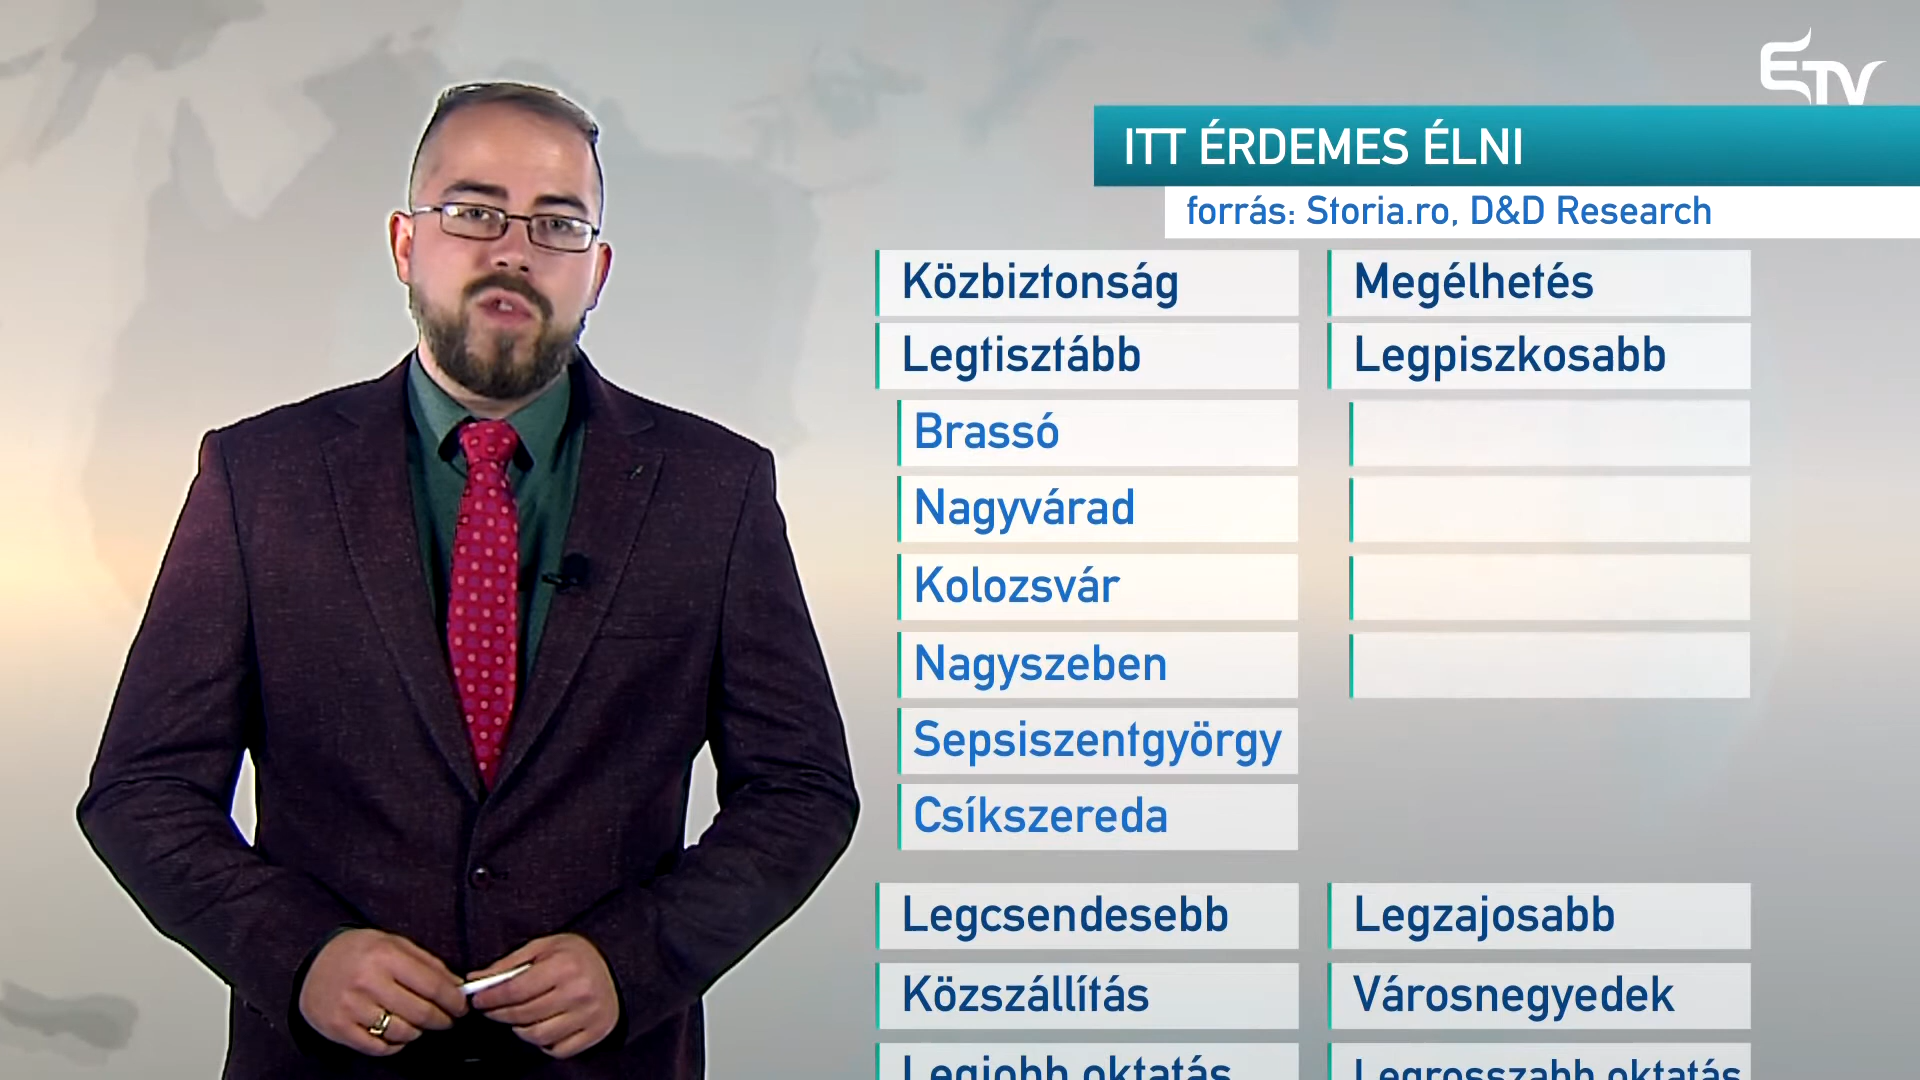 ETV
ITT ÉRDEMES ÉLNI
forrás: Storia.ro, D&D Research
Közbiztonság
Megélhetés
Legtisztább
Legpiszkosabb
Brassó
Nagyvárad
Kolozsvár
Nagyszeben
Sepsiszentgyörgy
Csíkszereda
Legcsendesebb
Legzajosabb
Közszállítás
Városnegyedek
Legjobb oktatás
Legrosszabb oktatás